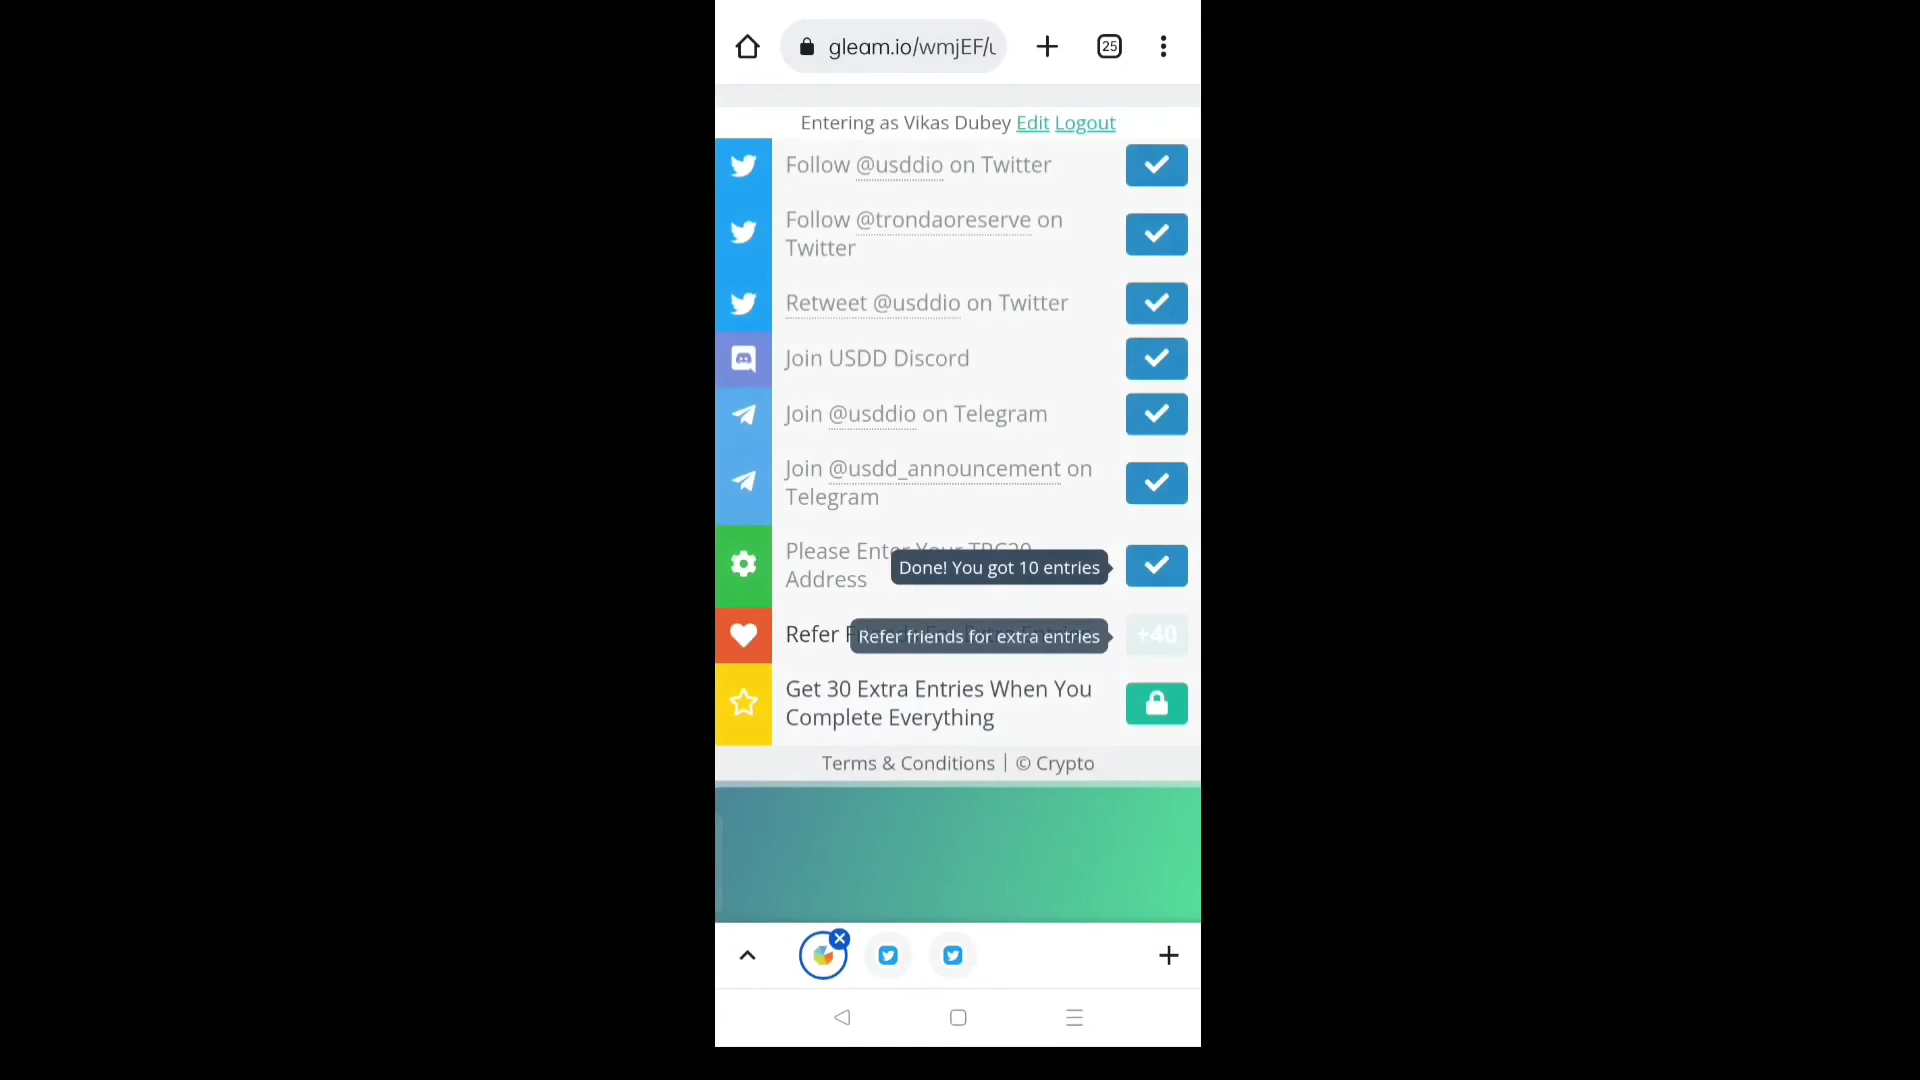 gleam.io/wmjEF/
25
Entering as Vikas Dubey Edit Logout
Follow @usddio on Twitter
Follow @trondaoreserve on
Twitter
Retweet @usddio on Twitter
Join USDD Discord
Join @usddio on Telegram
Join @usdd_announcement on
Telegram
Please Enter Your TRC20
Address
Done! You got 10 entries
Refer
Refer friends for extra entries
+40
Get 30 Extra Entries When You
Complete Everything
Terms & Conditions | © Crypto